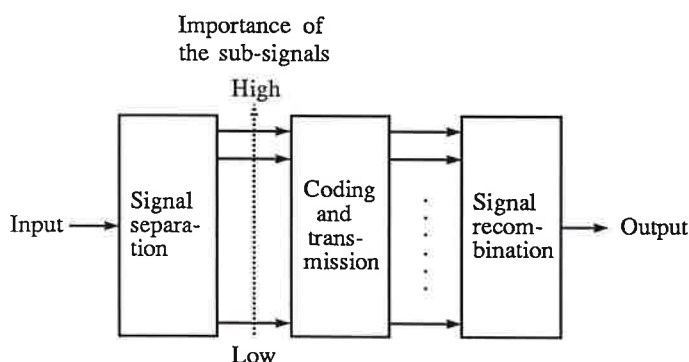 Importance of
the sub-signals
High
Input
Signal
separa-
tion
Coding
and
trans-
mission
Signal
recom-
bination
Output
Low